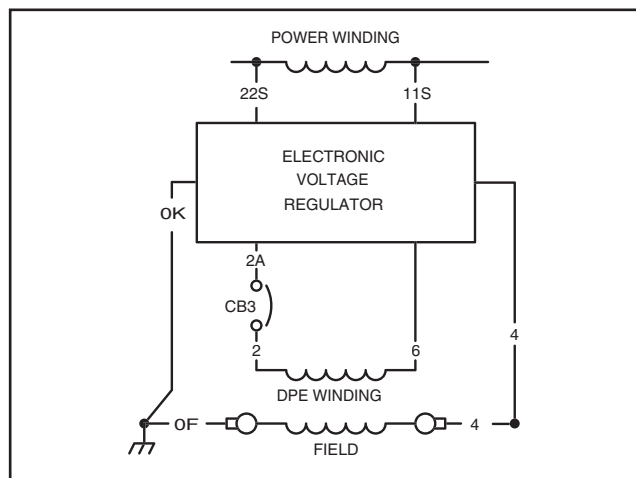 POWER WINDING
22S 11S
ELECTRONIC
VOLTAGE
REGULATOR
0K
2A
CB3
4
2 6
DPE WINDING
0F 4
FIELD